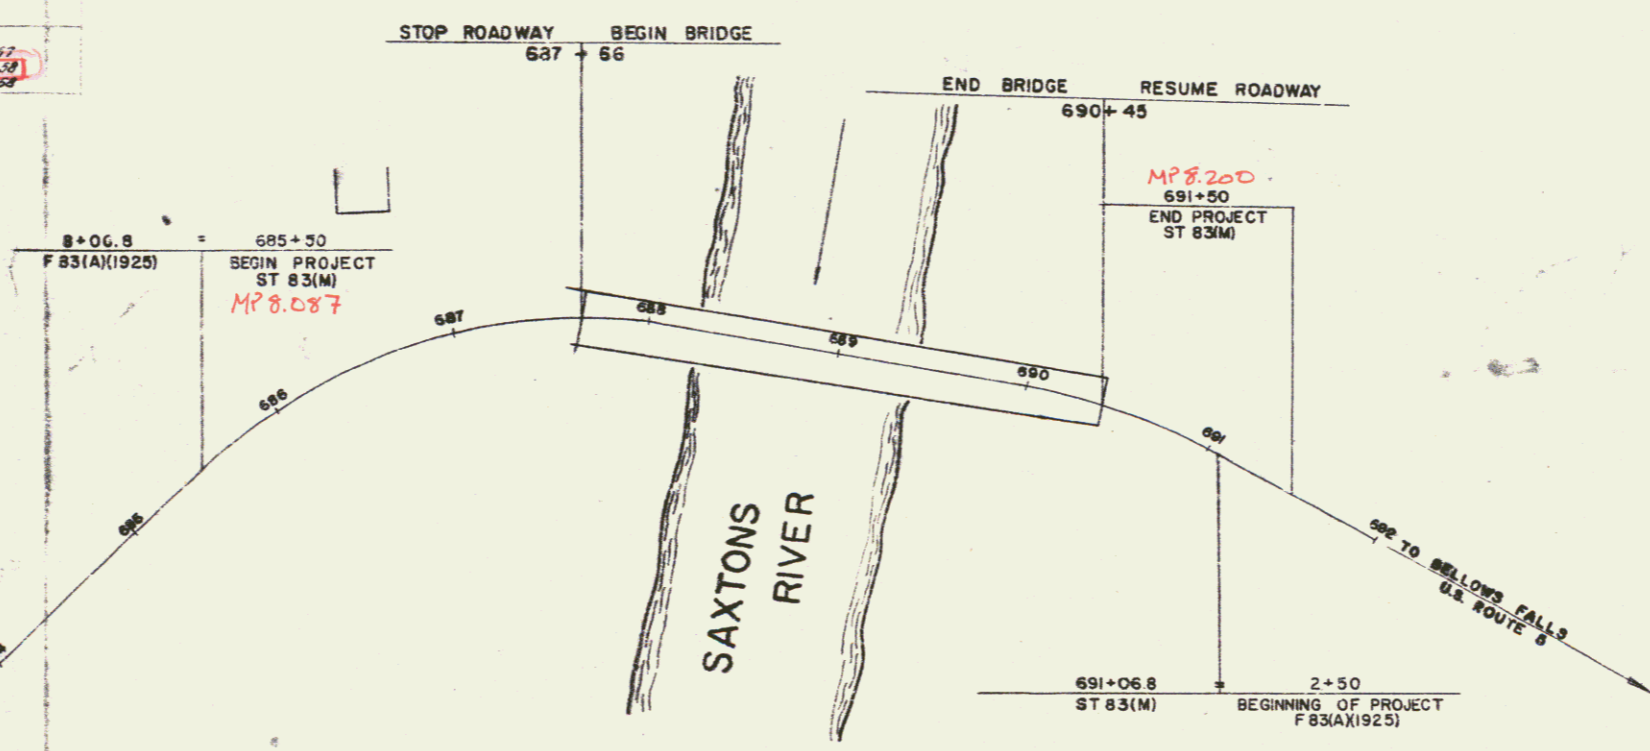 STOP ROADWAY BEGIN BRIDGE
687 + 66
END BRIDGE RESUME ROADWAY
690+45
MP 8.200
691+50
END PROJECT
ST 83(M)
58
68
8+06.8 = 685+50
F 83(A)(1925) BEGIN PROJECT
ST 83(M)
MP 8.087
685
686
687
688
689
690
691
692 TO BELLOWS FALLS
U.S. ROUTE 5
SAXTONS
RIVER
691+06.8 = 2+50
ST 83(M) BEGINNING OF PROJECT
F 83(A)(1925)